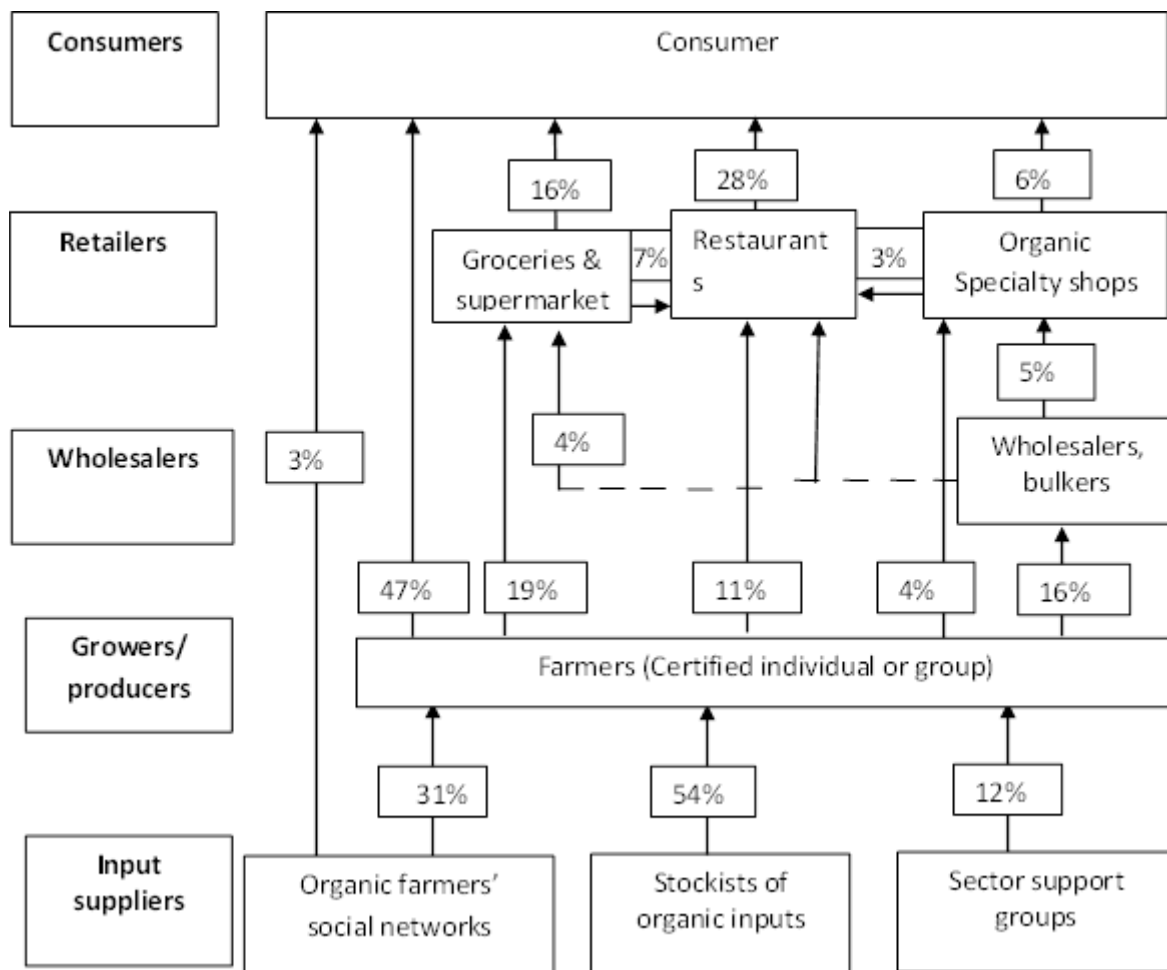 Consumers
Consumer
16%
28%
6%
Retailers
Groceries &
supermarket
7%
Restaurant
s
3%
Organic
Specialty shops
5%
Wholesalers
3%
4%
Wholesalers,
bulkers
47%
19%
11%
4%
16%
Growers/
producers
Farmers (Certified individual or group)
31%
54%
12%
Input
suppliers
Organic farmers’
social networks
Stockists of
organic inputs
Sector support
groups